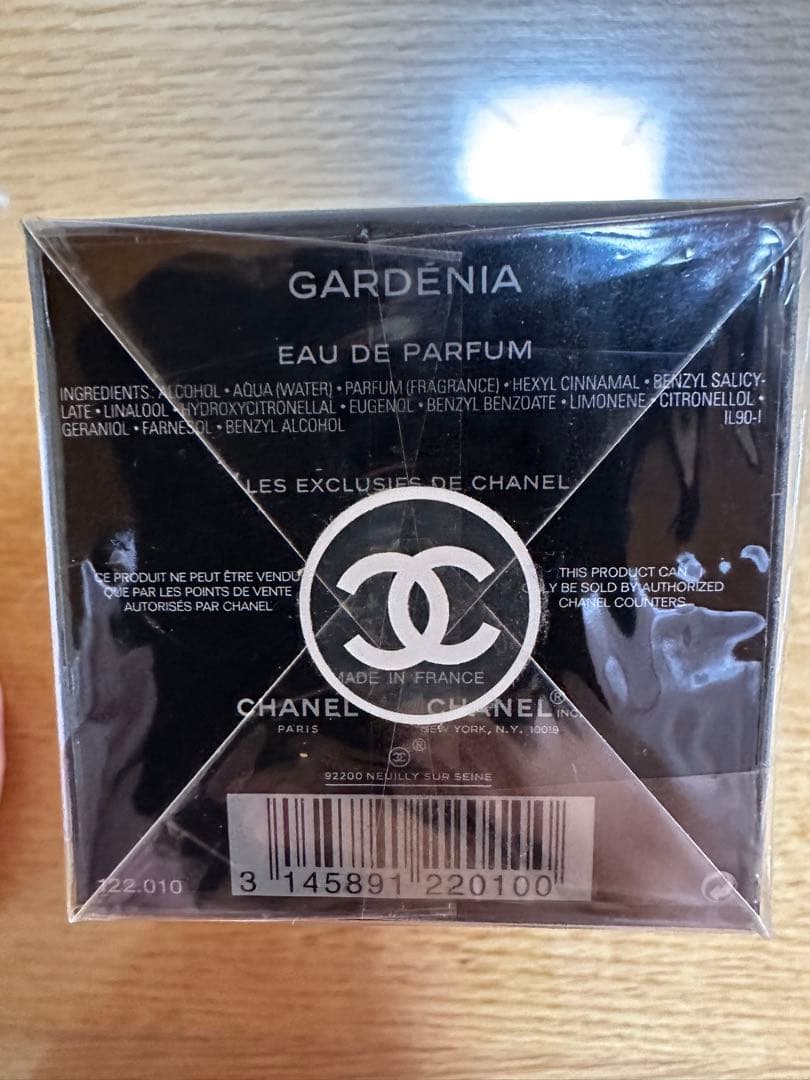 GARDÉNIA
EAU DE PARFUM
INGREDIENTS : ALCOHOL • AQUA (WATER) • PARFUM (FRAGRANCE) • HEXYL CINNAMAL • BENZYL SALICY-
LATE • LINALOOL • HYDROXYCITRONELLAL • EUGENOL • BENZYL BENZOATE • LIMONENE • CITRONELLOL •
GERANIOL • FARNESOL • BENZYL ALCOHOL
IL90-I
LES EXCLUSIFS DE CHANEL
CE PRODUIT NE PEUT ÊTRE VENDU
QUE PAR LES POINTS DE VENTE
AUTORISÉS PAR CHANEL
THIS PRODUCT CAN
ONLY BE SOLD BY AUTHORIZED
CHANEL COUNTERS
MADE IN FRANCE
CHANEL
PARIS
CHANEL® INC.
NEW YORK, N.Y. 10019
®
92200 NEUILLY SUR SEINE
122.010
3 145891 220100